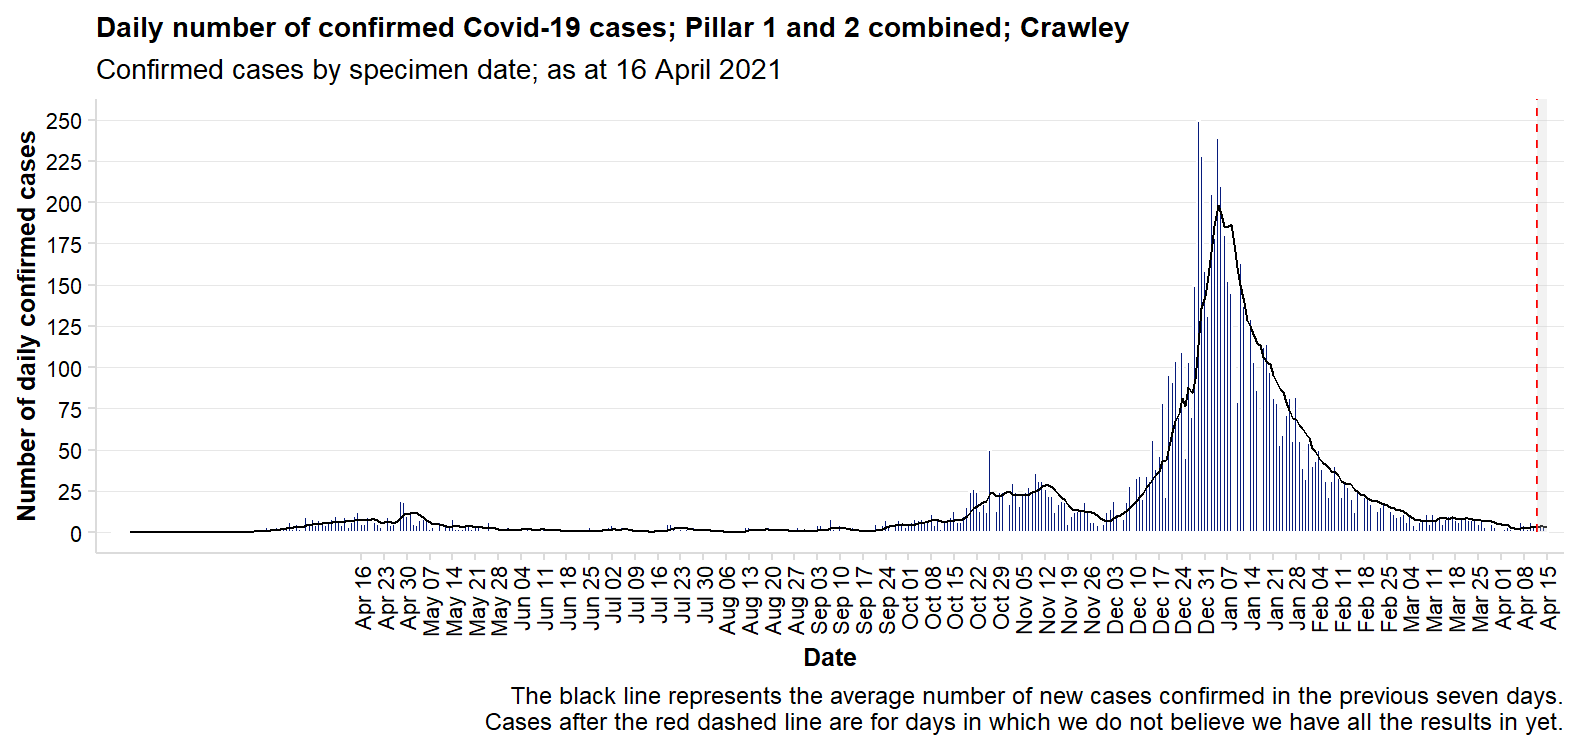 Daily number of confirmed Covid-19 cases; Pillar 1 and 2 combined; Crawley
Confirmed cases by specimen date; as at 16 April 2021
Number of daily confirmed cases
250
225
200
175
150
125
100
75
50
25
0
Apr 16
Apr 23
Apr 30
May 07
May 14
May 21
May 28
Jun 04
Jun 11
Jun 18
Jun 25
Jul 02
Jul 09
Jul 16
Jul 23
Jul 30
Aug 06
Aug 13
Aug 20
Aug 27
Sep 03
Sep 10
Sep 17
Sep 24
Oct 01
Oct 08
Oct 15
Oct 22
Oct 29
Nov 05
Nov 12
Nov 19
Nov 26
Dec 03
Dec 10
Dec 17
Dec 24
Dec 31
Jan 07
Jan 14
Jan 21
Jan 28
Feb 04
Feb 11
Feb 18
Feb 25
Mar 04
Mar 11
Mar 18
Mar 25
Apr 01
Apr 08
Apr 15
Date
The black line represents the average number of new cases confirmed in the previous seven days.
Cases after the red dashed line are for days in which we do not believe we have all the results in yet.